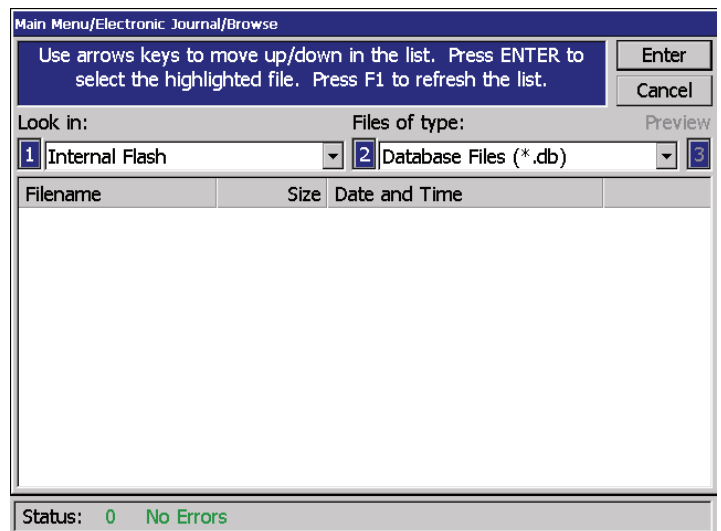 Main Menu/Electronic Journal/Browse
Use arrows keys to move up/down in the list. Press ENTER to
select the highlighted file. Press F1 to refresh the list.
Enter
Cancel
Look in: Files of type: Preview
1 Internal Flash 2 Database Files (*.db) 3
Filename Size Date and Time
Status: 0 No Errors